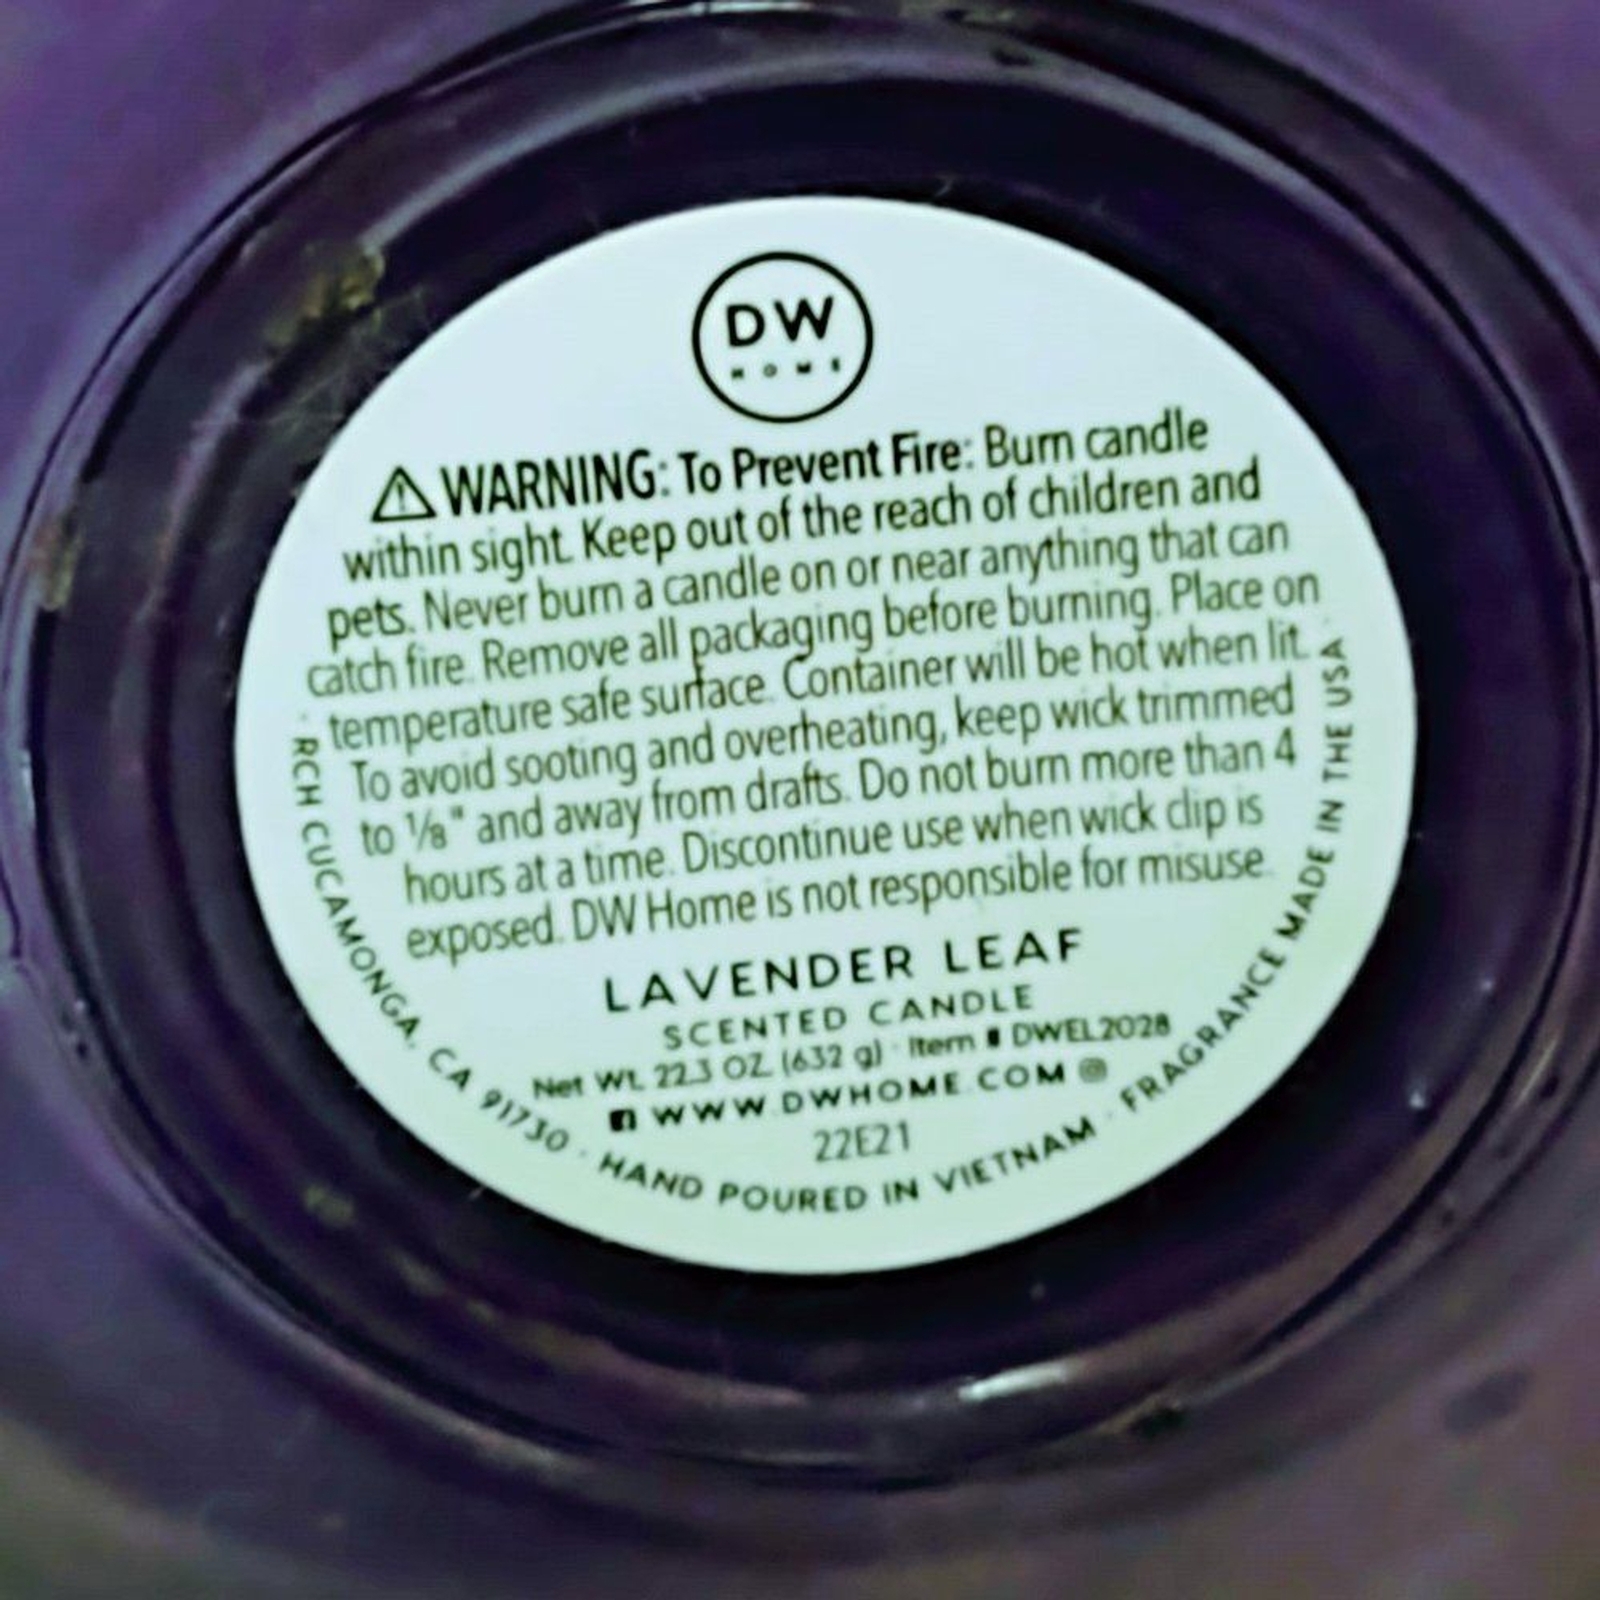 DW
HOME
⚠ WARNING: To Prevent Fire: Burn candle
within sight. Keep out of the reach of children and
pets. Never burn a candle on or near anything that can
catch fire. Remove all packaging before burning. Place on
temperature safe surface. Container will be hot when lit.
To avoid sooting and overheating, keep wick trimmed
to ⅛" and away from drafts. Do not burn more than 4
hours at a time. Discontinue use when wick clip is
exposed. DW Home is not responsible for misuse.
LAVENDER LEAF
SCENTED CANDLE
Net Wt. 22.3 OZ. (632 g) · Item # DWEL2028
WWW.DWHOME.COM
22E21
· RCH CUCAMONGA, CA 91730 · HAND POURED IN VIETNAM · FRAGRANCE MADE IN THE USA ·